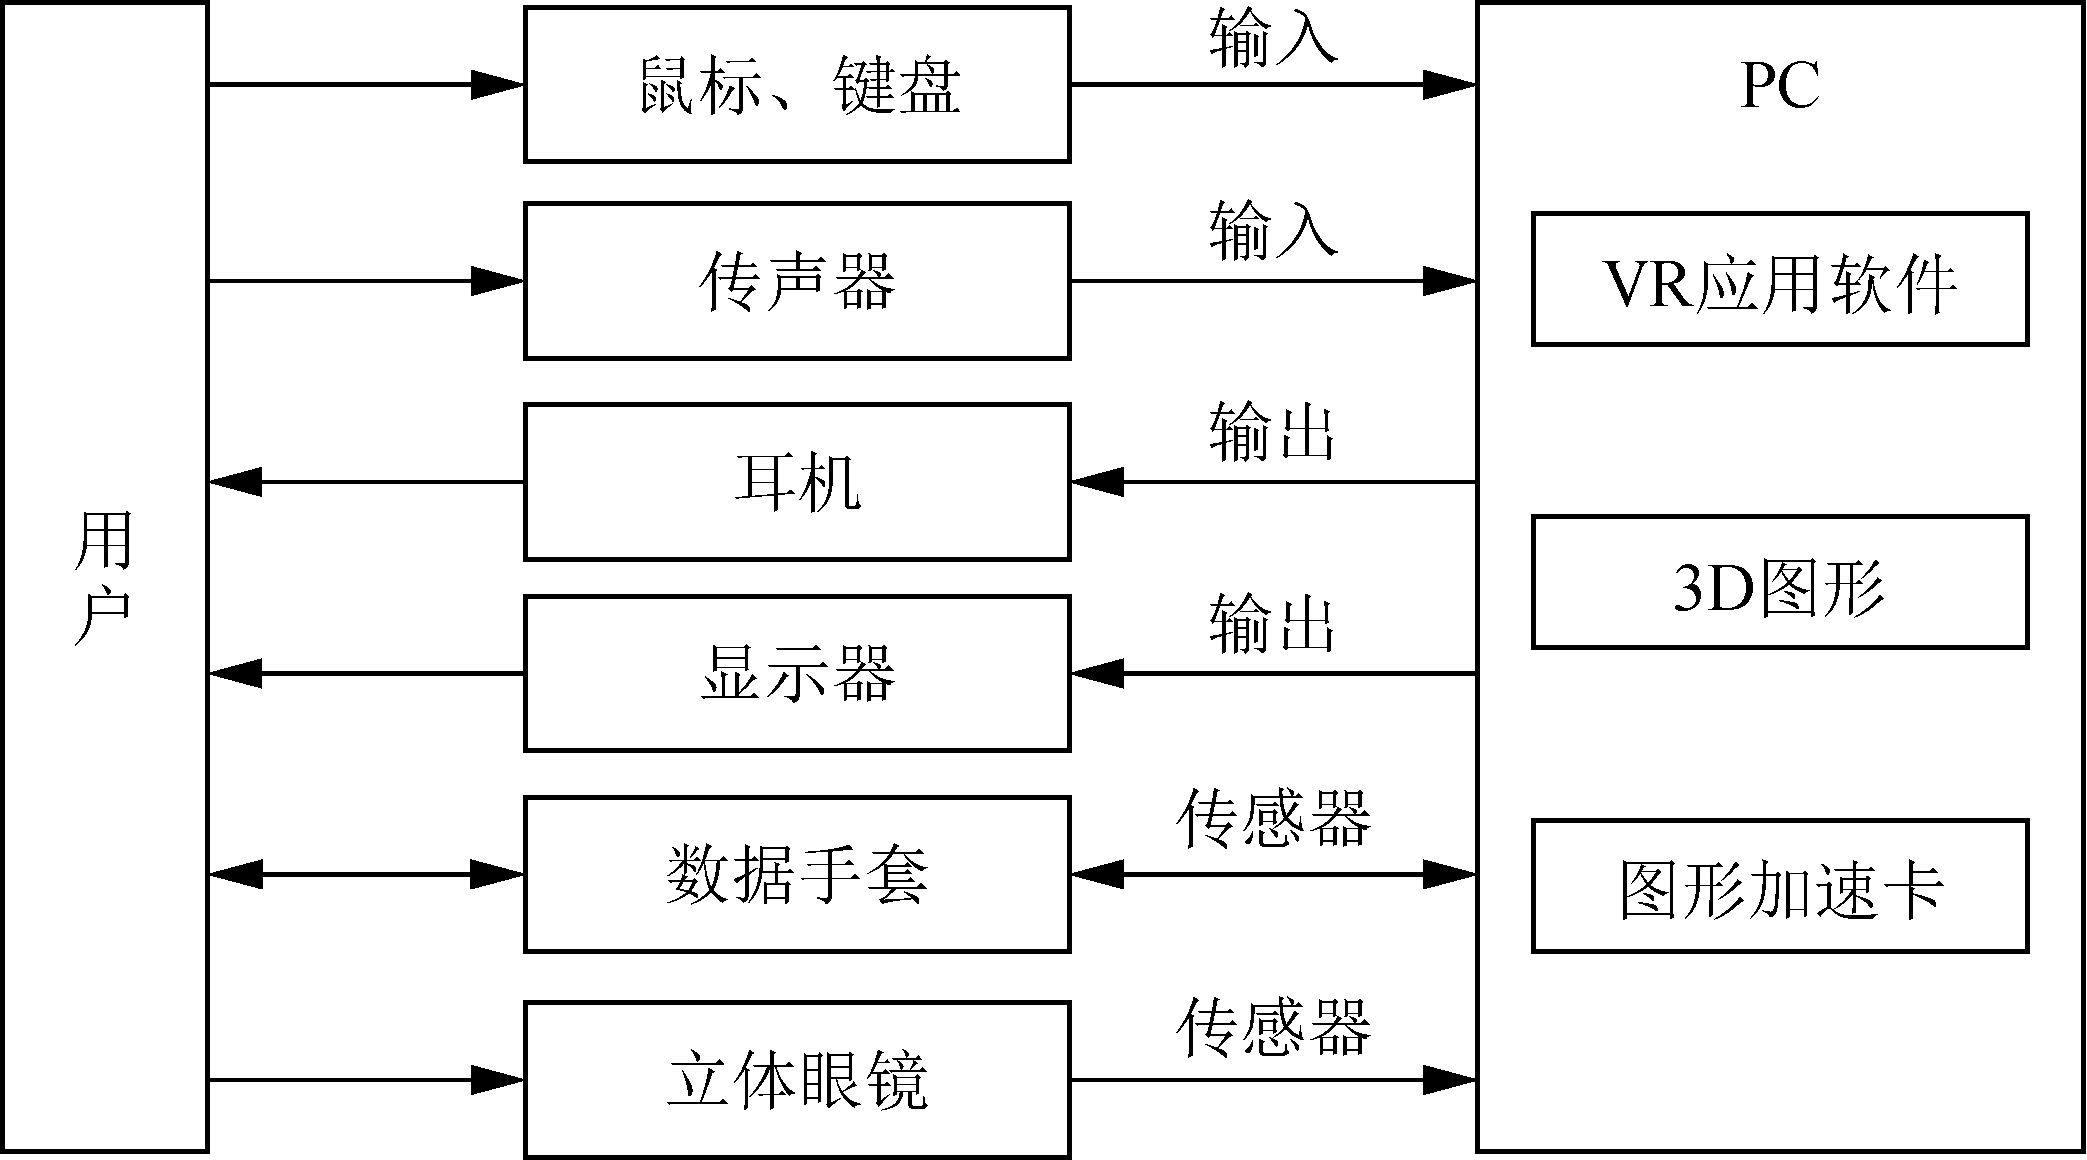 用户
鼠标、键盘
输入
传声器
输入
耳机
输出
显示器
输出
数据手套
传感器
立体眼镜
传感器
PC
VR应用软件
3D图形
图形加速卡